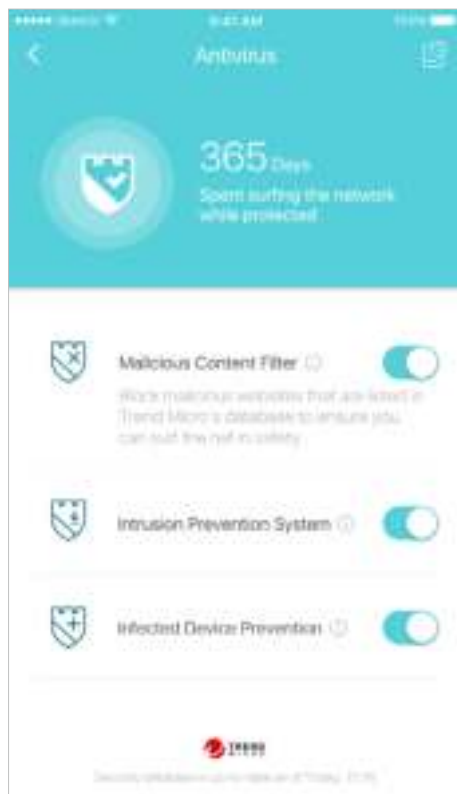 9:41 AM
Antivirus
365 Days
Spent surfing the network
while protected
Malicious Content Filter
Block malicious websites that are listed in
Trend Micro's database to ensure you
can surf the net in safety.
Intrusion Prevention System
Infected Device Prevention
TREND
MICRO